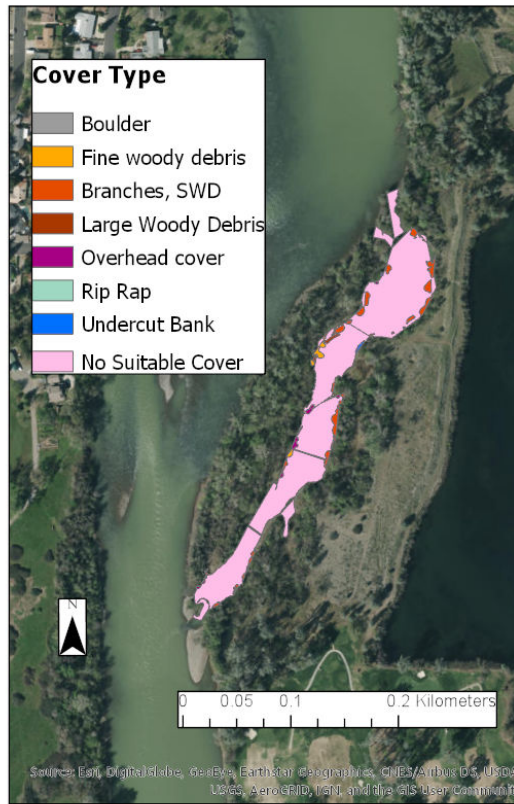 Cover Type
Boulder
Fine woody debris
Branches, SWD
Large Woody Debris
Overhead cover
Rip Rap
Undercut Bank
No Suitable Cover
N
0 0.05 0.1 0.2 Kilometers
Source: Esri, DigitalGlobe, GeoEye, Earthstar Geographics, CNES/Airbus DS, USDA
USGS, AeroGRID, IGN, and the GIS User Communit